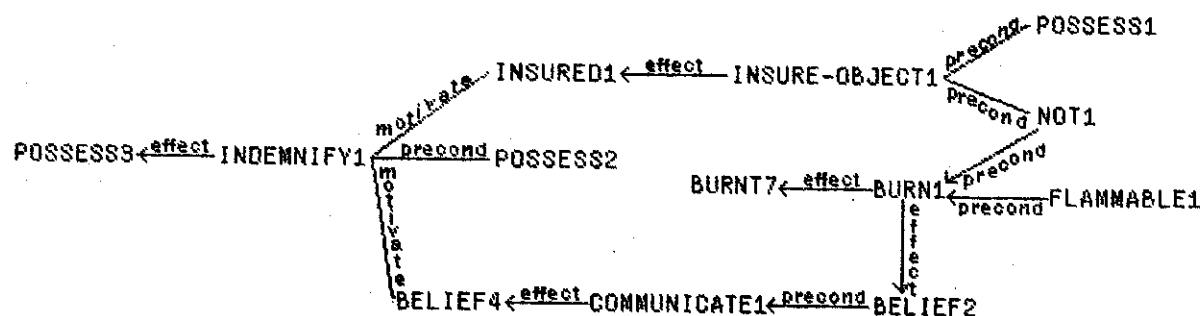 precond POSSESS1
INSURED1 effect INSURE-OBJECT1
motivate precond NOT1
POSSESS3 effect INDEMNIFY1 precond POSSESS2
precond
BURNT7 effect BURN1 precond FLAMMABLE1
motivate effect
BELIEF4 effect COMMUNICATE1 precond BELIEF2